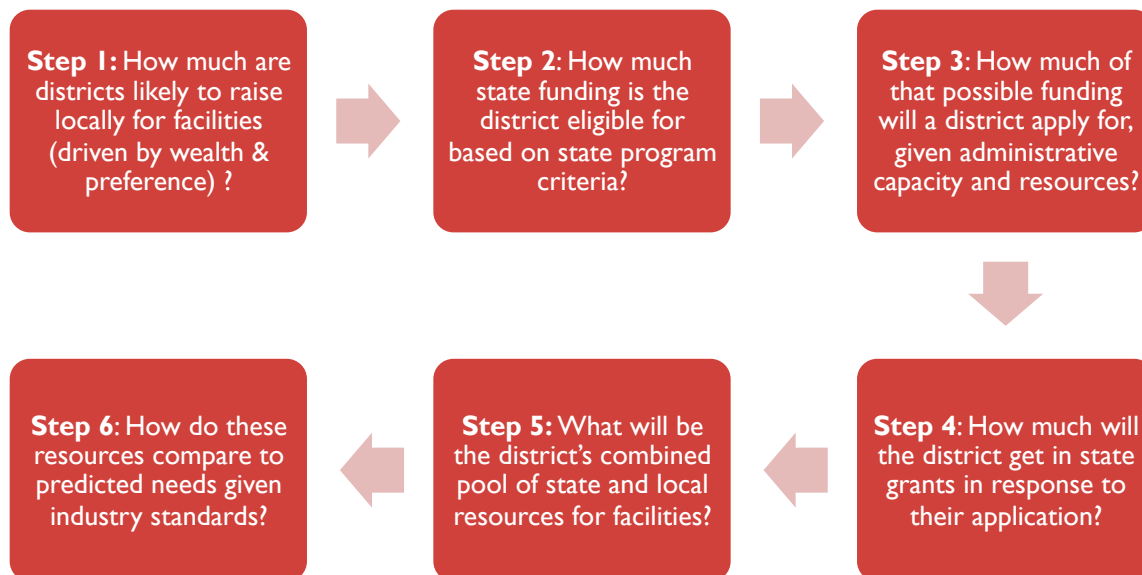 Step 1: How much are
districts likely to raise
locally for facilities
(driven by wealth &
preference) ?
Step 2: How much
state funding is the
district eligible for
based on state program
criteria?
Step 3: How much of
that possible funding
will a district apply for,
given administrative
capacity and resources?
Step 4: How much will
the district get in state
grants in response to
their application?
Step 5: What will be
the district’s combined
pool of state and local
resources for facilities?
Step 6: How do these
resources compare to
predicted needs given
industry standards?